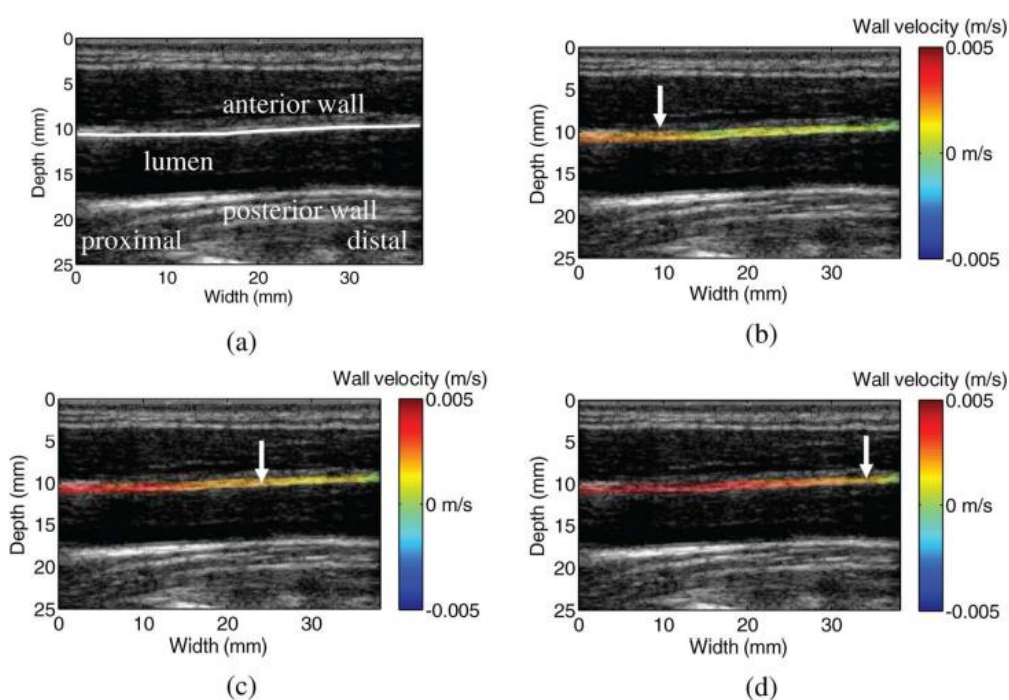 0
5
10
15
20
25
Depth (mm)
anterior wall
lumen
posterior wall
proximal distal
0 10 20 30
Width (mm)
(a)
Wall velocity (m/s)
0
5
10
15
20
25
Depth (mm)
0.005
0 m/s
-0.005
0 10 20 30
Width (mm)
(b)
Wall velocity (m/s)
0
5
10
15
20
25
Depth (mm)
0.005
0 m/s
-0.005
0 10 20 30
Width (mm)
(c)
Wall velocity (m/s)
0
5
10
15
20
25
Depth (mm)
0.005
0 m/s
-0.005
0 10 20 30
Width (mm)
(d)